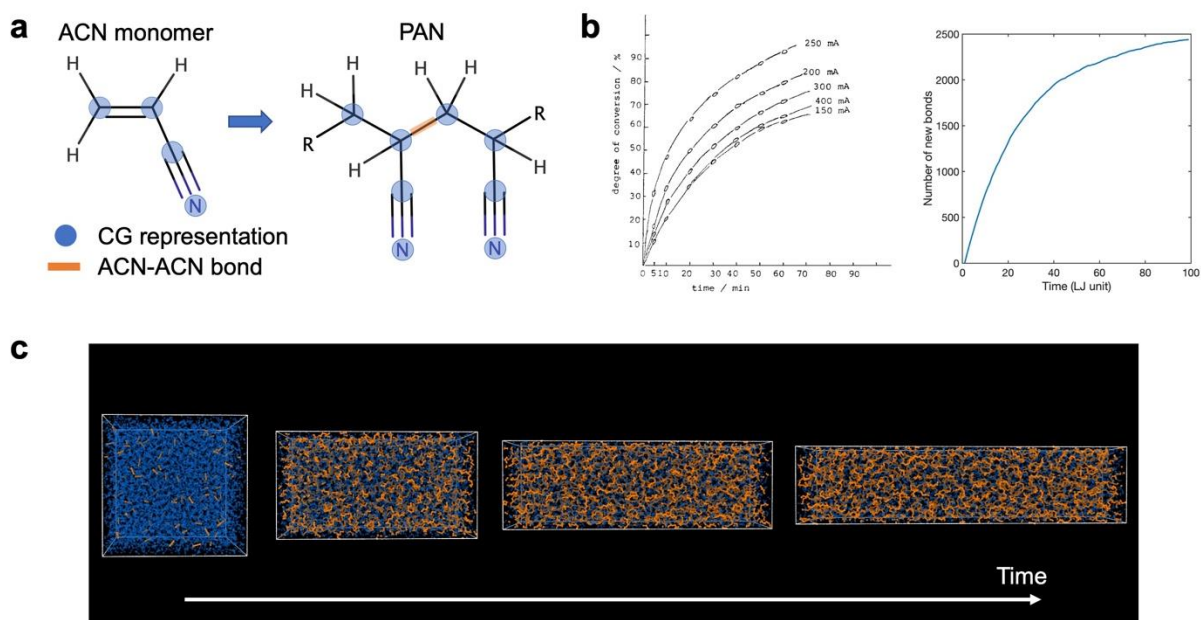 a
ACN monomer
PAN
H
H
H
N
H
H
H
H
R
R
H
H
N
N
CG representation
ACN-ACN bond
b
degree of conversion / %
90
80
70
60
50
40
30
20
10
250 mA
200 mA
300 mA
400 mA
150 mA
0 5 10 20 30 40 50 60 70 80 90
time / min
Number of new bonds
2500
2000
1500
1000
500
0
0 20 40 60 80 100
Time (LJ unit)
c
Time